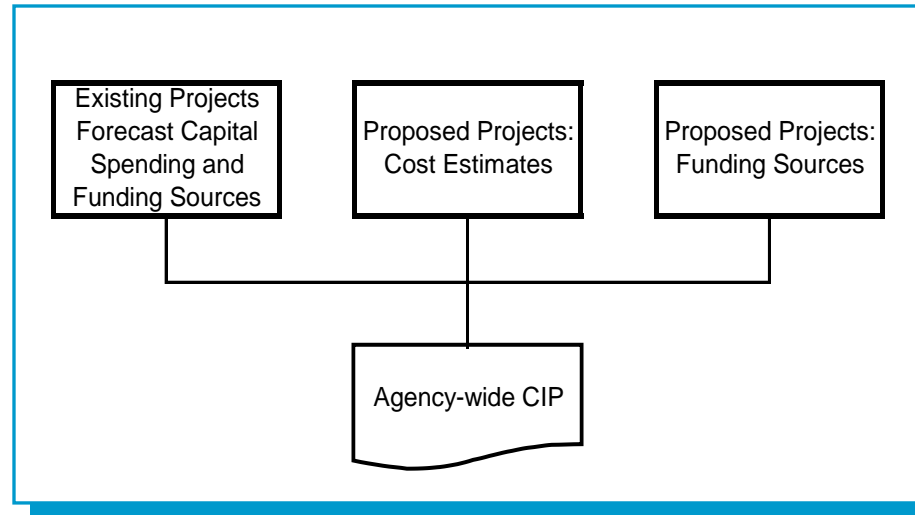 Existing Projects
Forecast Capital
Spending and
Funding Sources
Proposed Projects:
Cost Estimates
Proposed Projects:
Funding Sources
Agency-wide CIP